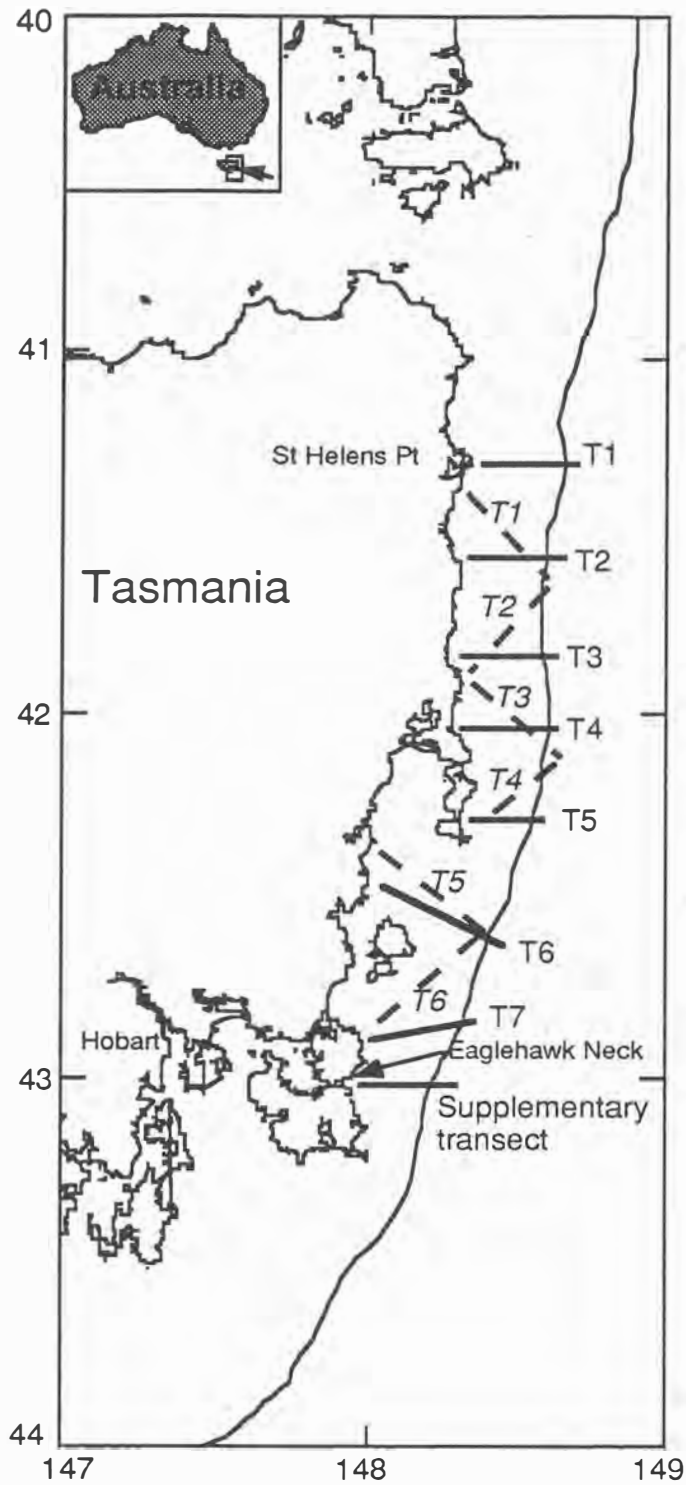 40
Australia
41
St Helens Pt
T1
T1
T2
Tasmania
T2
T3
T3
42
T4
T4
T5
T5
T6
T6
T7
Hobart
Eaglehawk Neck
43
Supplementary
transect
44
147
148
149